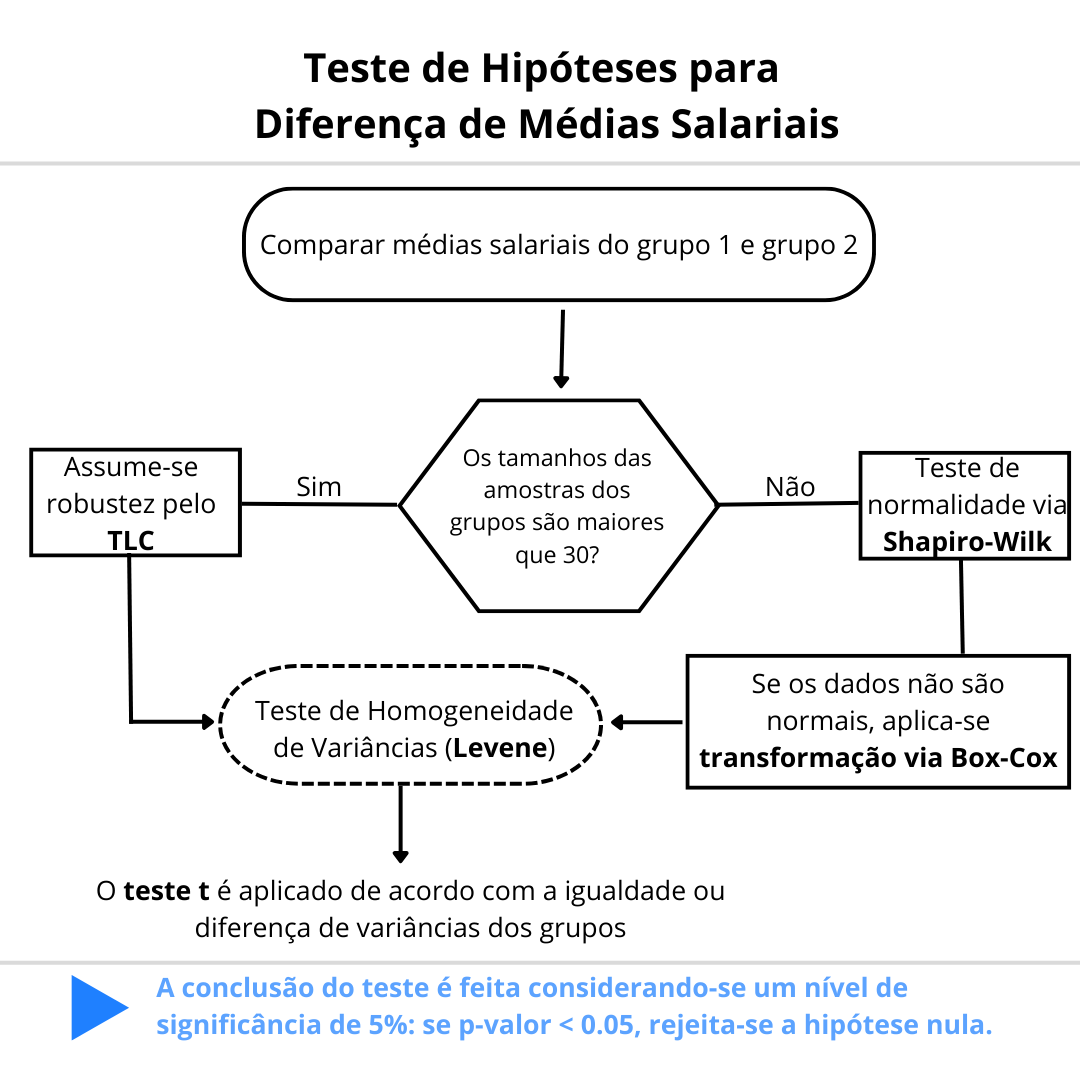 Teste de Hipóteses para
Diferença de Médias Salariais
Comparar médias salariais do grupo 1 e grupo 2
Os tamanhos das
amostras dos
grupos são maiores
que 30?
Sim
Não
Assume-se
robustez pelo
TLC
Teste de
normalidade via
Shapiro-Wilk
Se os dados não são
normais, aplica-se
transformação via Box-Cox
Teste de Homogeneidade
de Variâncias (Levene)
O teste t é aplicado de acordo com a igualdade ou
diferença de variâncias dos grupos
A conclusão do teste é feita considerando-se um nível de
significância de 5%: se p-valor < 0.05, rejeita-se a hipótese nula.